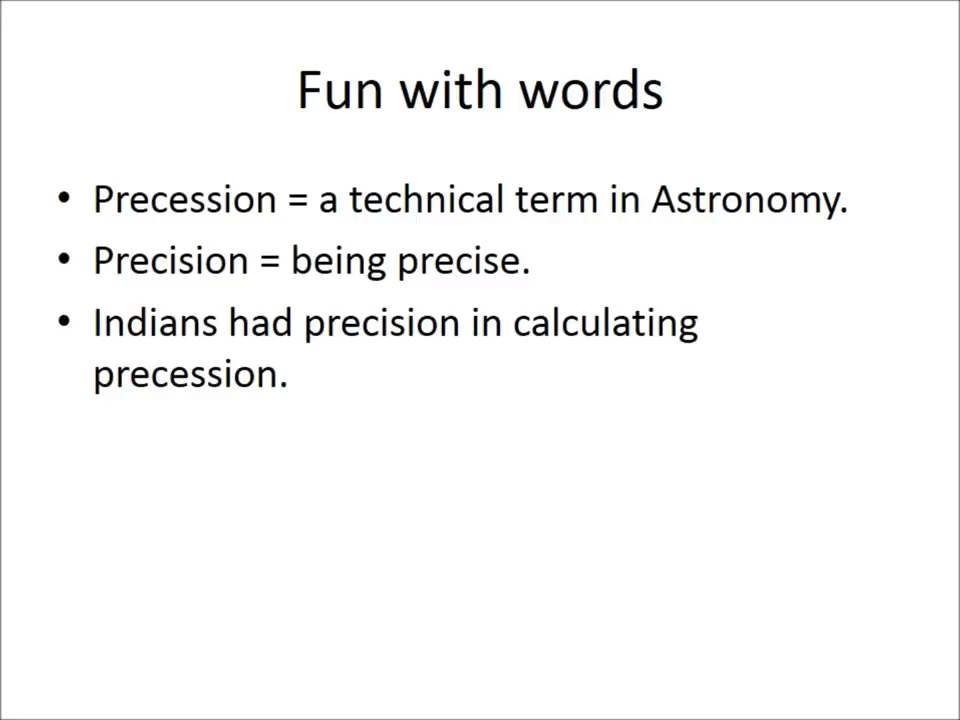 Fun with words
• Precession = a technical term in Astronomy.
• Precision = being precise.
• Indians had precision in calculating
precession.